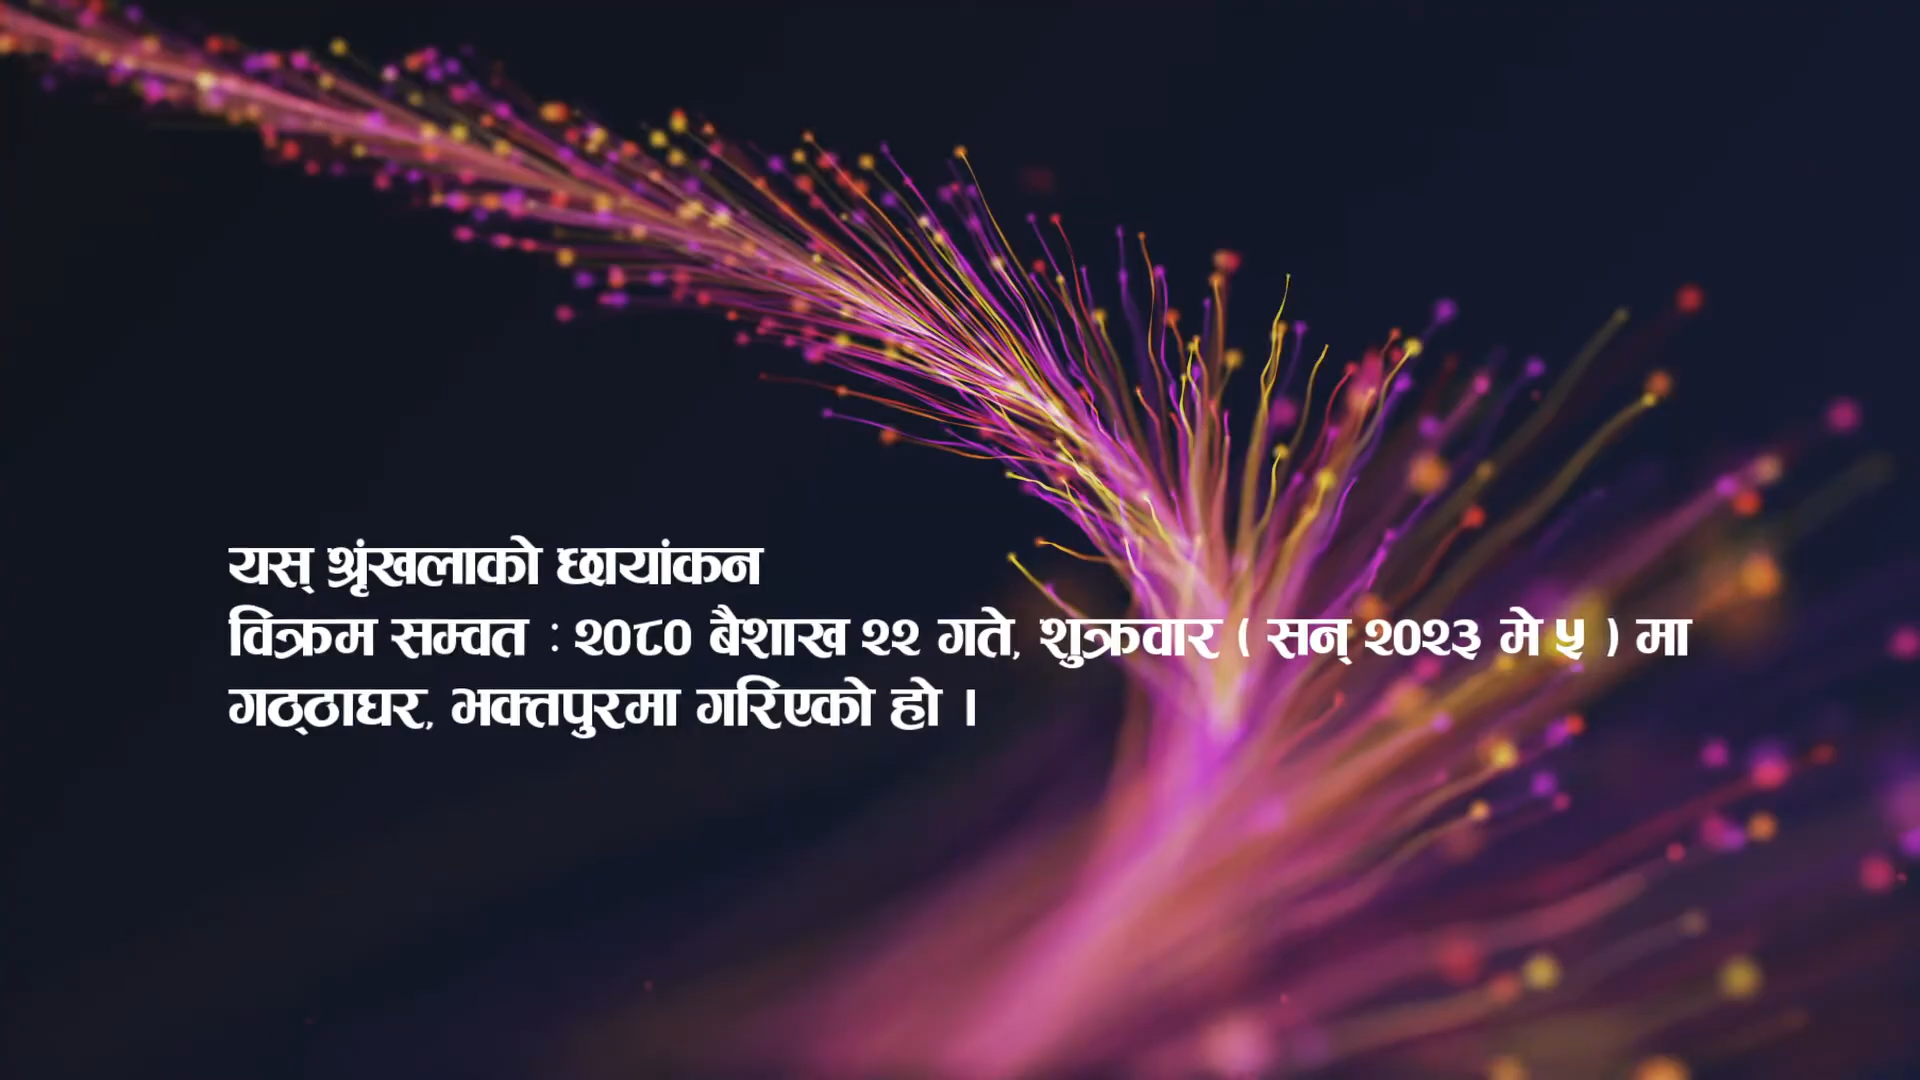 यस् श्रृंखलाको छायांकन
विक्रम सम्वत : २०८० बैशाख २२ गते, शुक्रवार ( सन् २०२३ मे ५ ) मा
गठ्ठाघर, भक्तपुरमा गरिएको हो ।